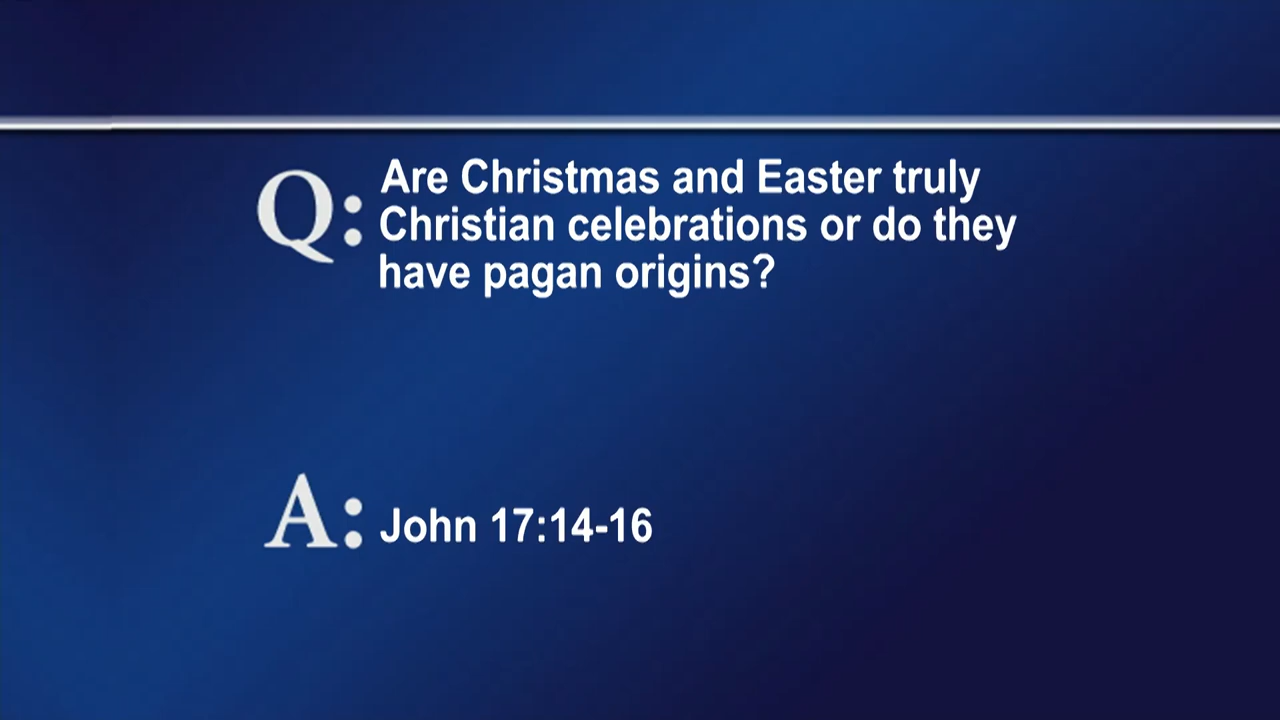 Q: Are Christmas and Easter truly
Christian celebrations or do they
have pagan origins?
A: John 17:14-16